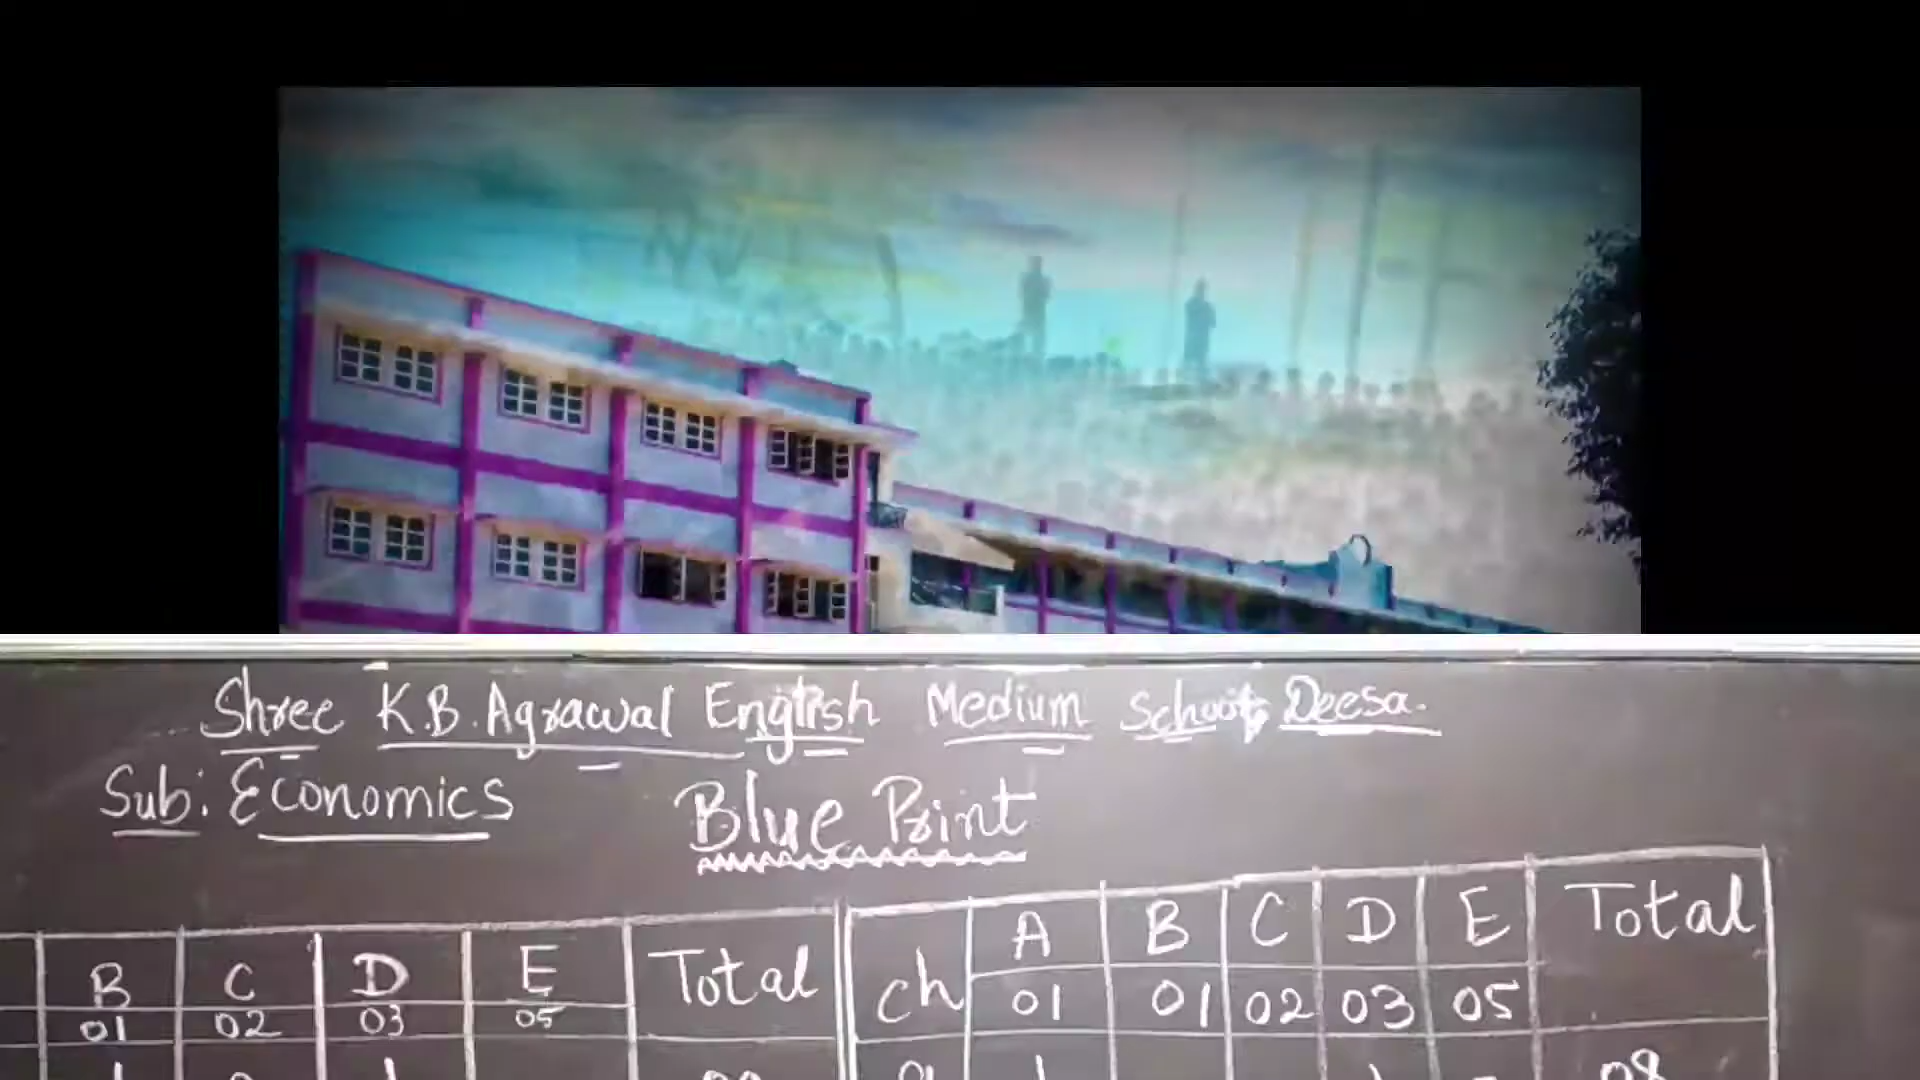 Shree K.B. Agrawal English Medium School, Deesa.
Sub: Economics
Blue Print
B C D E Total
01 02 03 05
ch A B C D E Total
01 01 02 03 05
08